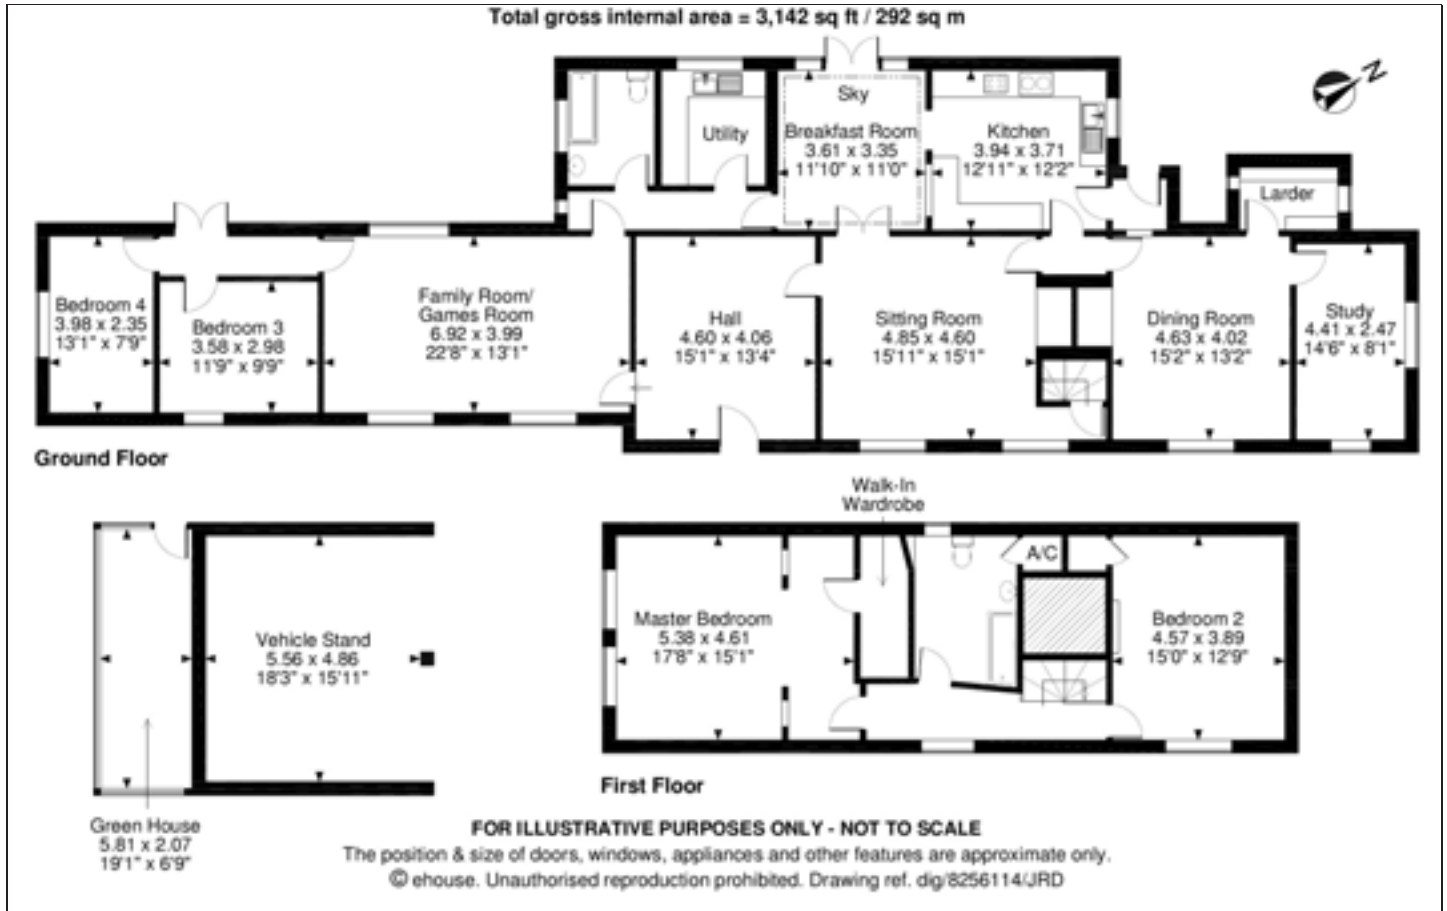 Total gross internal area = 3,142 sq ft / 292 sq m
N
Sky
Utility
Breakfast Room
3.61 x 3.35
11'10" x 11'0"
Kitchen
3.94 x 3.71
12'11" x 12'2"
Larder
Bedroom 4
3.98 x 2.35
13'1" x 7'9"
Bedroom 3
3.58 x 2.98
11'9" x 9'9"
Family Room/
Games Room
6.92 x 3.99
22'8" x 13'1"
Hall
4.60 x 4.06
15'1" x 13'4"
Sitting Room
4.85 x 4.60
15'11" x 15'1"
Dining Room
4.63 x 4.02
15'2" x 13'2"
Study
4.41 x 2.47
14'6" x 8'1"
Ground Floor
Walk-In
Wardrobe
A/C
Vehicle Stand
5.56 x 4.86
18'3" x 15'11"
Master Bedroom
5.38 x 4.61
17'8" x 15'1"
Bedroom 2
4.57 x 3.89
15'0" x 12'9"
First Floor
Green House
5.81 x 2.07
19'1" x 6'9"
FOR ILLUSTRATIVE PURPOSES ONLY - NOT TO SCALE
The position & size of doors, windows, appliances and other features are approximate only.
© ehouse. Unauthorised reproduction prohibited. Drawing ref. dig/8256114/JRD